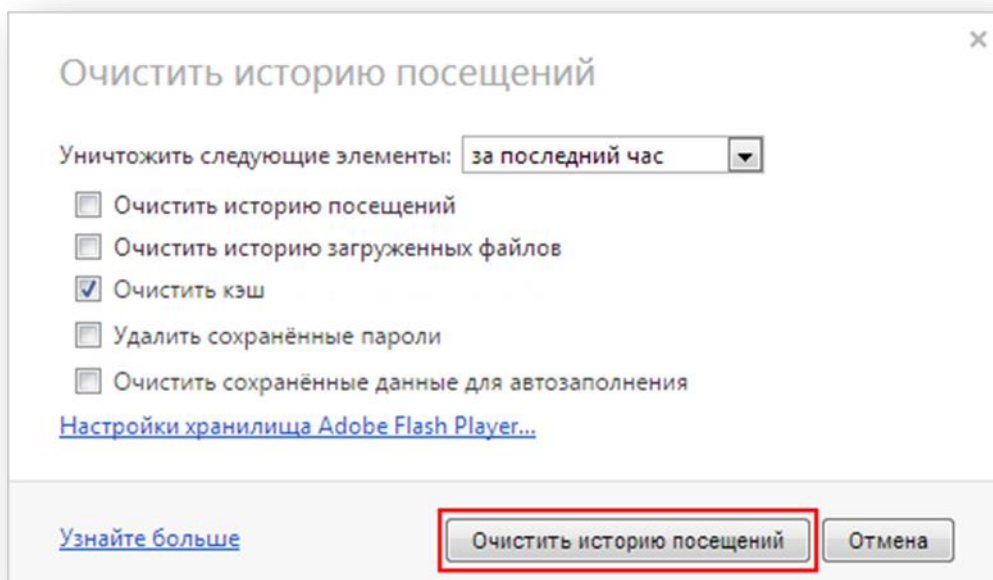 Очистить историю посещений
Уничтожить следующие элементы: за последний час
Очистить историю посещений
Очистить историю загруженных файлов
Очистить кэш
Удалить сохранённые пароли
Очистить сохранённые данные для автозаполнения
Настройки хранилища Adobe Flash Player...
Узнайте больше Очистить историю посещений Отмена